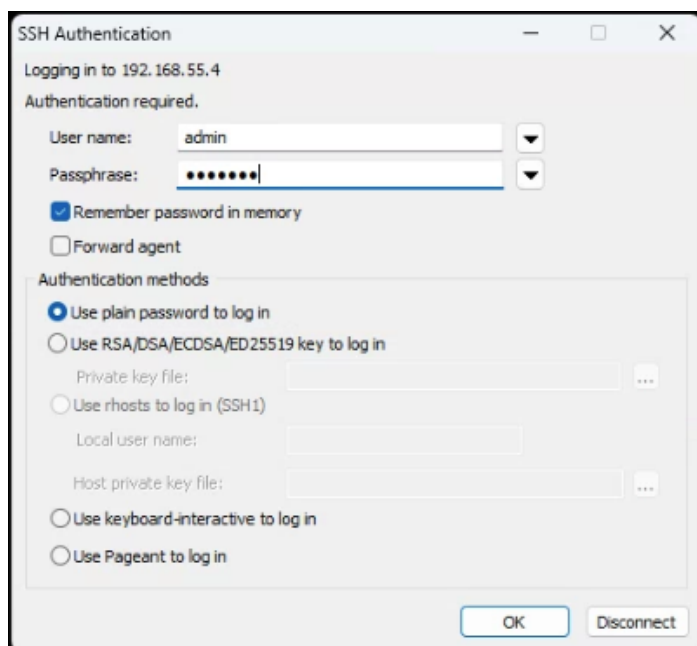 SSH Authentication
Logging in to 192.168.55.4
Authentication required.
User name: admin
Passphrase: •••••••
Remember password in memory
Forward agent
Authentication methods
Use plain password to log in
Use RSA/DSA/ECDSA/ED25519 key to log in
Private key file: ...
Use rhosts to log in (SSH1)
Local user name:
Host private key file: ...
Use keyboard-interactive to log in
Use Pageant to log in
OK Disconnect